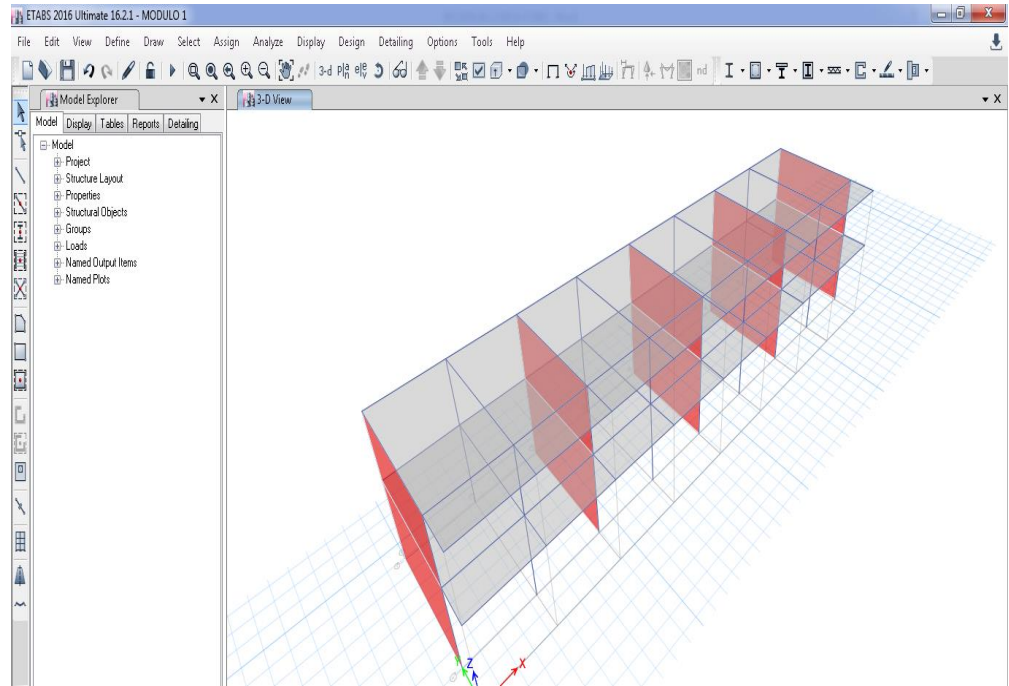 ETABS 2016 Ultimate 16.2.1 - MODULO 1
File Edit View Define Draw Select Assign Analyze Display Design Detailing Options Tools Help
3-d
nd
Model Explorer
3-D View
Model Display Tables Reports Detailing
Model
Project
Structure Layout
Properties
Structural Objects
Groups
Loads
Named Output Items
Named Plots
Y Z X